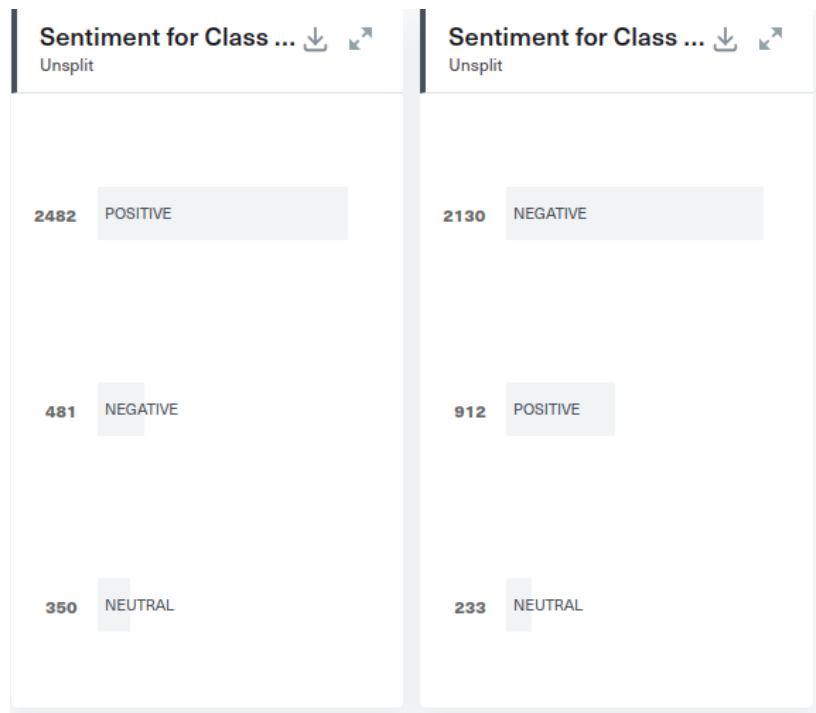 Sentiment for Class ...
Unsplit
2482 POSITIVE
481 NEGATIVE
350 NEUTRAL
Sentiment for Class ...
Unsplit
2130 NEGATIVE
912 POSITIVE
233 NEUTRAL